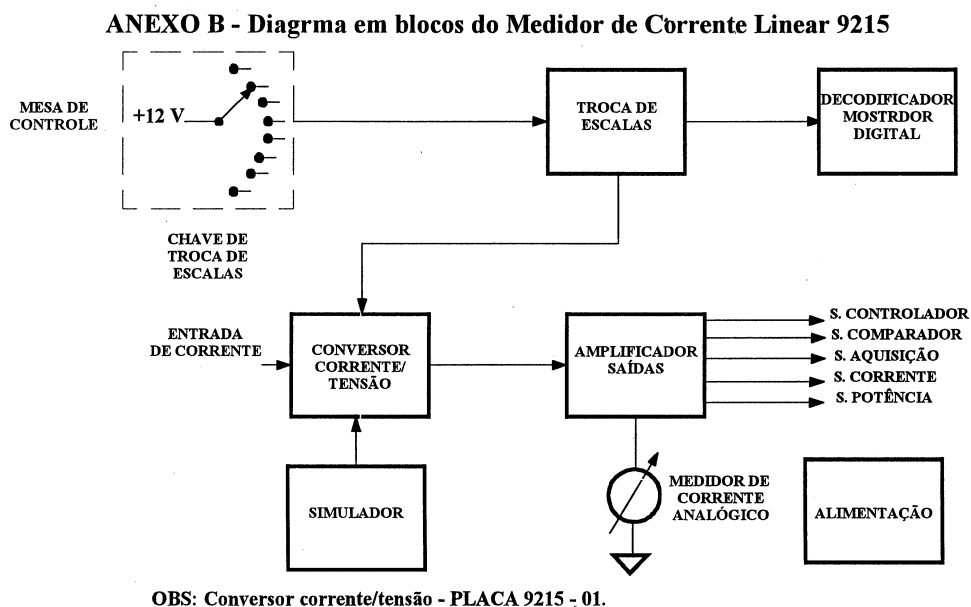 ANEXO B - Diagrma em blocos do Medidor de Corrente Linear 9215
MESA DE
CONTROLE
+12 V
CHAVE DE
TROCA DE
ESCALAS
TROCA DE
ESCALAS
DECODIFICADOR
MOSTRDOR
DIGITAL
ENTRADA
DE CORRENTE
CONVERSOR
CORRENTE/
TENSÃO
AMPLIFICADOR
SAÍDAS
S. CONTROLADOR
S. COMPARADOR
S. AQUISIÇÃO
S. CORRENTE
S. POTÊNCIA
SIMULADOR
MEDIDOR DE
CORRENTE
ANALÓGICO
ALIMENTAÇÃO
OBS: Conversor corrente/tensão - PLACA 9215 - 01.